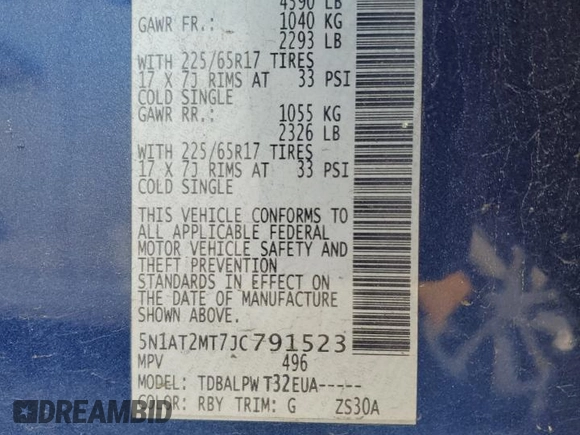 4590 LB
GAWR FR.: 1040 KG
2293 LB
WITH 225/65R17 TIRES
17 X 7J RIMS AT 33 PSI
COLD SINGLE
GAWR RR.: 1055 KG
2326 LB
WITH 225/65R17 TIRES
17 X 7J RIMS AT 33 PSI
COLD SINGLE
THIS VEHICLE CONFORMS TO
ALL APPLICABLE FEDERAL
MOTOR VEHICLE SAFETY AND
THEFT PREVENTION
STANDARDS IN EFFECT ON
THE DATE OF MANUFACTURE
SHOWN ABOVE.
5N1AT2MT7JC791523
MPV 496
MODEL: TDBALPWT32EUA-----
COLOR: RBY TRIM: G ZS30A
DREAMBID